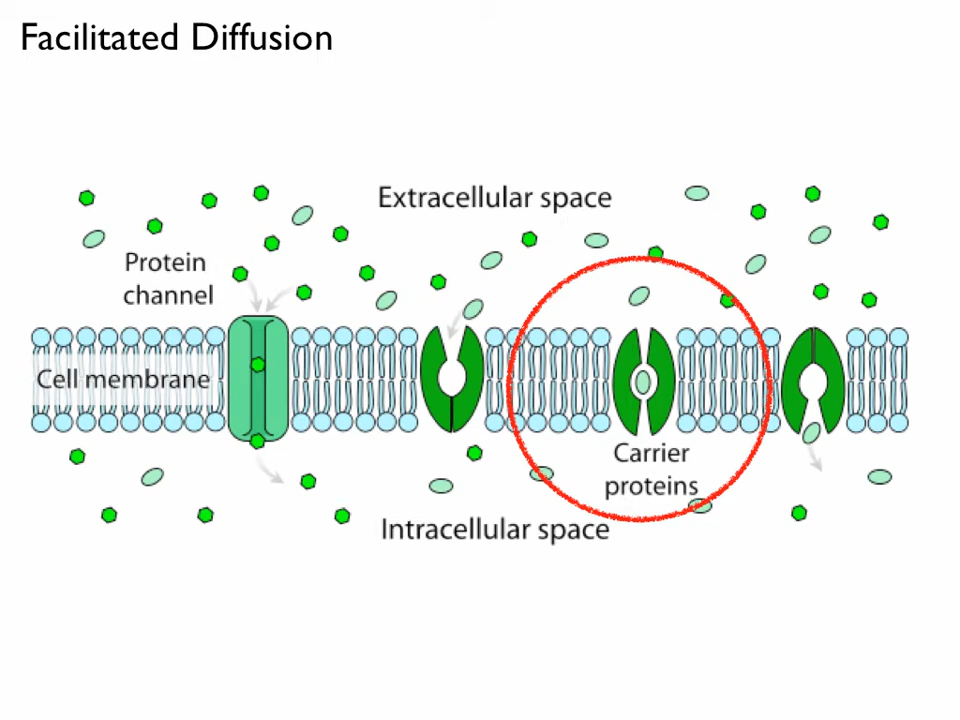 Facilitated Diffusion
Extracellular space
Protein
channel
Cell membrane
Carrier
proteins
Intracellular space